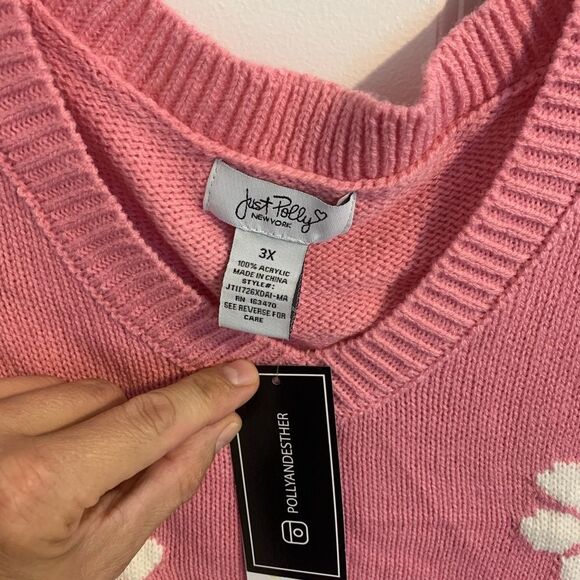 Just Polly
NEW YORK
3X
100% ACRYLIC
MADE IN CHINA
STYLE#:
JT11726XDAI-MA
RN 163470
SEE REVERSE FOR
CARE
POLLYANDESTHER